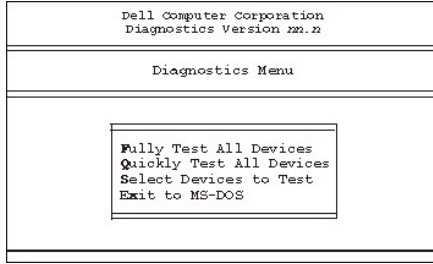 Dell Computer Corporation
Diagnostics Version nn.n
Diagnostics Menu
Fully Test All Devices
Quickly Test All Devices
Select Devices to Test
Exit to MS-DOS